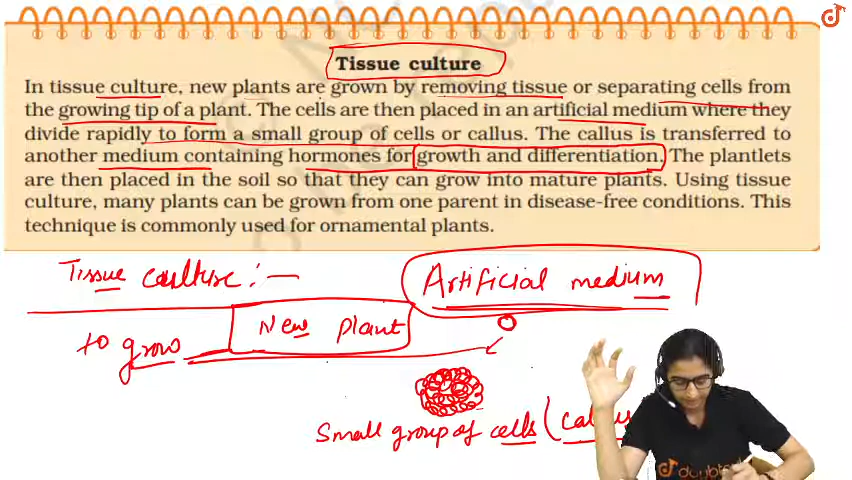 Tissue culture
In tissue culture, new plants are grown by removing tissue or separating cells from
the growing tip of a plant. The cells are then placed in an artificial medium where they
divide rapidly to form a small group of cells or callus. The callus is transferred to
another medium containing hormones for growth and differentiation. The plantlets
are then placed in the soil so that they can grow into mature plants. Using tissue
culture, many plants can be grown from one parent in disease-free conditions. This
technique is commonly used for ornamental plants.
Tissue culture :- Artificial medium
to grow New plant
Small group of cells (callus